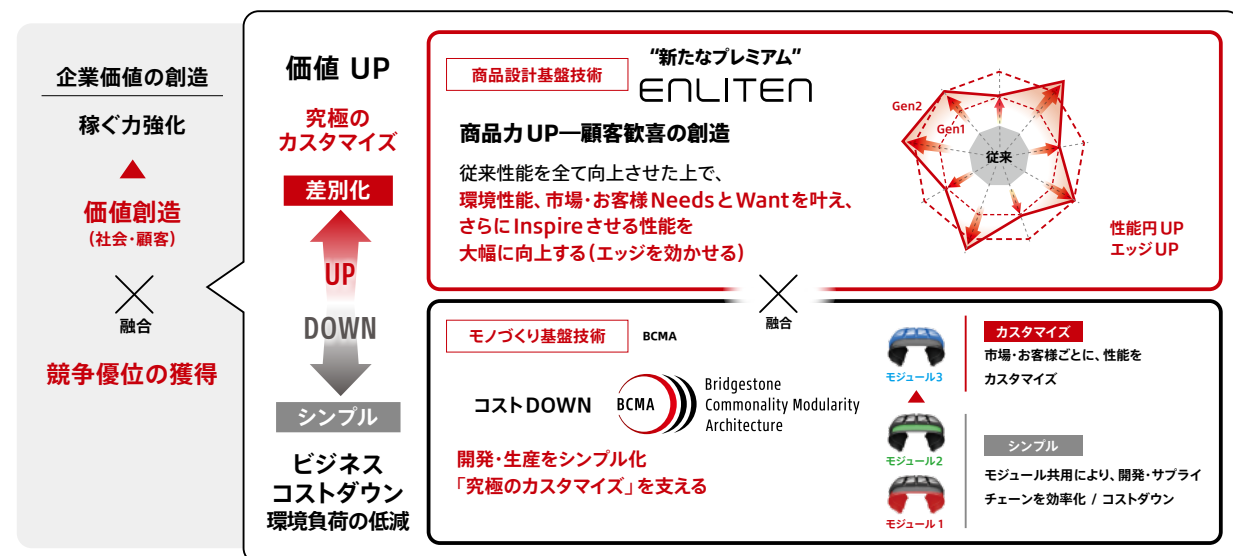 企業価値の創造
稼ぐ力強化
価値創造
(社会・顧客)
融合
競争優位の獲得
価値 UP
究極の
カスタマイズ
差別化
UP
DOWN
シンプル
ビジネス
コストダウン
環境負荷の低減
商品設計基盤技術
“新たなプレミアム”
ENLITEN
商品力UP―顧客歓喜の創造
従来性能を全て向上させた上で、
環境性能、市場・お客様NeedsとWantを叶え、
さらにInspireさせる性能を
大幅に向上する(エッジを効かせる)
Gen2
Gen1
従来
性能円UP
エッジUP
融合
モノづくり基盤技術
BCMA
コストDOWN
BCMA
Bridgestone
Commonality Modularity
Architecture
開発・生産をシンプル化
「究極のカスタマイズ」を支える
モジュール3
モジュール2
モジュール1
カスタマイズ
市場・お客様ごとに、性能を
カスタマイズ
シンプル
モジュール共用により、開発・サプライ
チェーンを効率化 / コストダウン